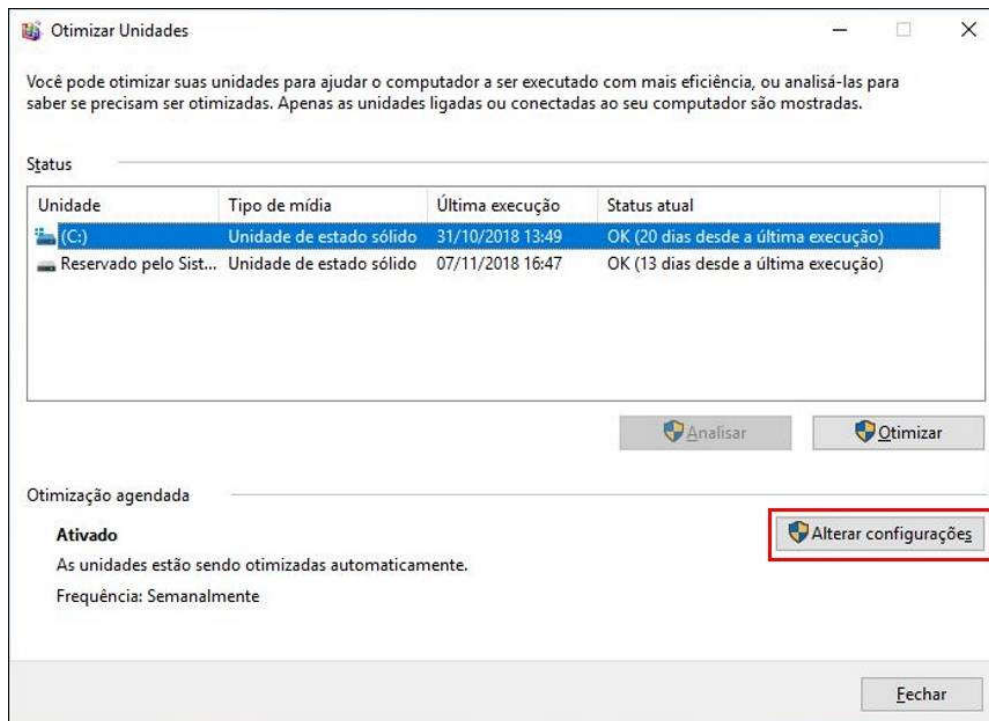 Otimizar Unidades
Você pode otimizar suas unidades para ajudar o computador a ser executado com mais eficiência, ou analisá-las para
saber se precisam ser otimizadas. Apenas as unidades ligadas ou conectadas ao seu computador são mostradas.
Status
Unidade Tipo de mídia Última execução Status atual
(C:) Unidade de estado sólido 31/10/2018 13:49 OK (20 dias desde a última execução)
Reservado pelo Sist... Unidade de estado sólido 07/11/2018 16:47 OK (13 dias desde a última execução)
Analisar Otimizar
Otimização agendada
Ativado Alterar configurações
As unidades estão sendo otimizadas automaticamente.
Frequência: Semanalmente
Fechar